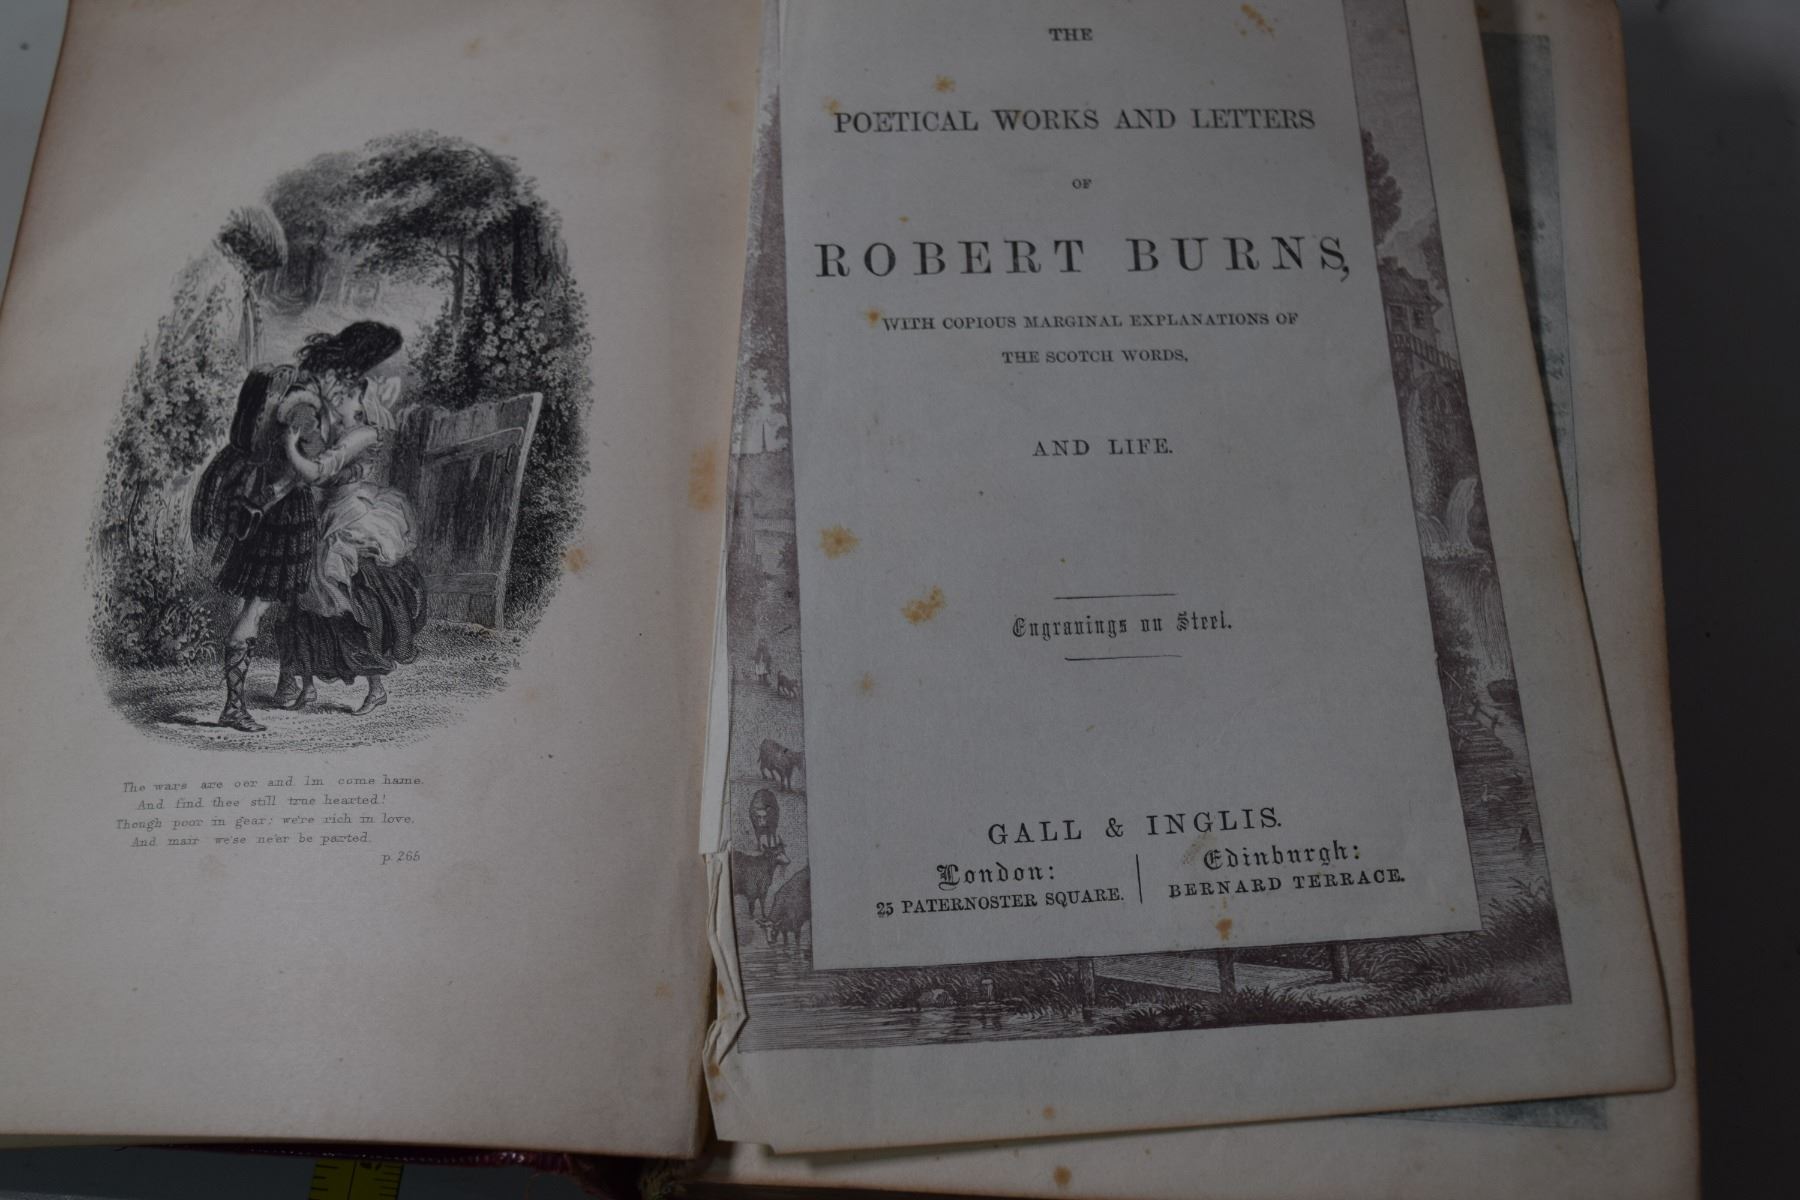 The wars are oer and Im come hame.
And find thee still true hearted!
Though poor in gear; we're rich in love,
And mair we'se ne'er be parted.
p. 265
THE
POETICAL WORKS AND LETTERS
OF
ROBERT BURNS,
WITH COPIOUS MARGINAL EXPLANATIONS OF
THE SCOTCH WORDS,
AND LIFE.
Engravings on Steel.
GALL & INGLIS.
London:
25 PATERNOSTER SQUARE.
Edinburgh:
BERNARD TERRACE.